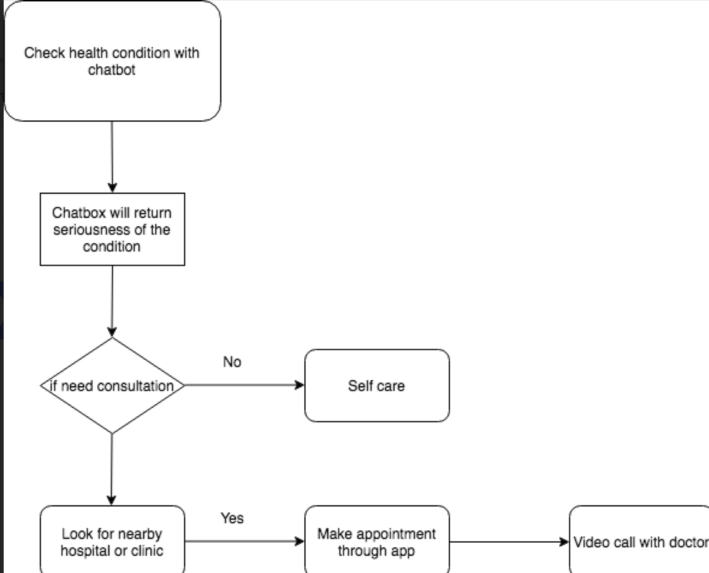 Check health condition with
chatbot
Chatbox will return
seriousness of the
condition
if need consultation
No
Self care
Look for nearby
hospital or clinic
Yes
Make appointment
through app
Video call with doctor